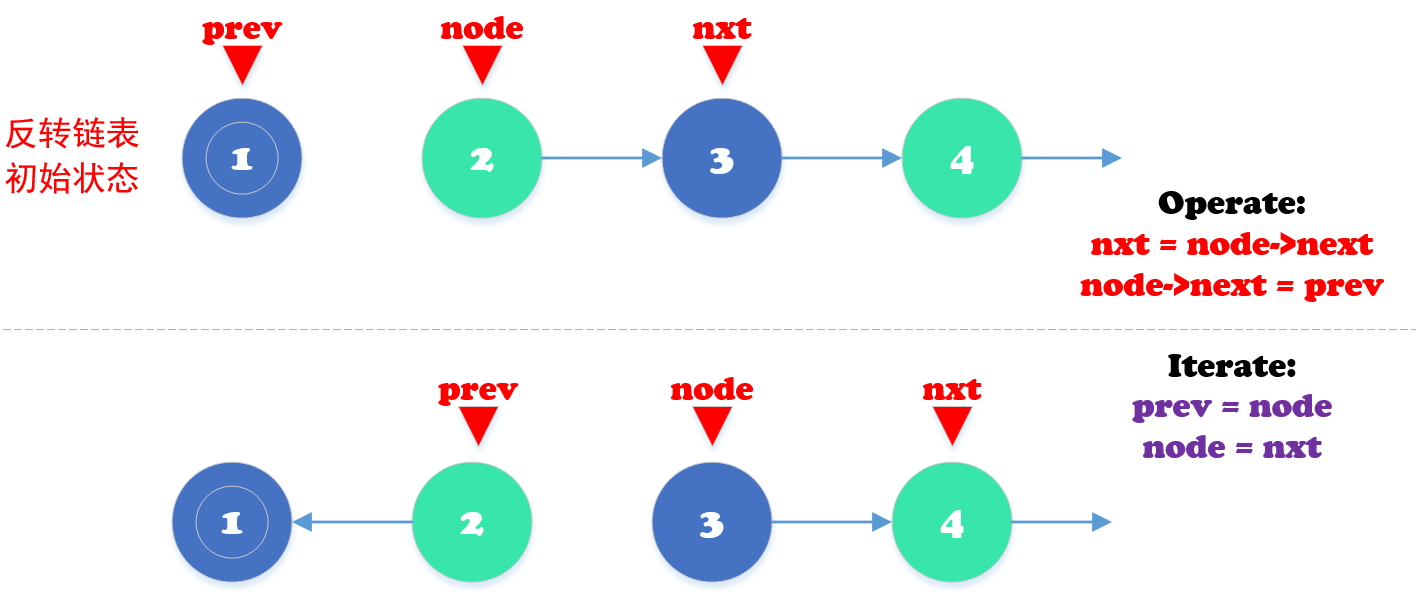 prev node nxt
反转链表
初始状态
1 2 3 4
Operate:
nxt = node->next
node->next = prev
Iterate:
prev = node
node = nxt
prev node nxt
1 2 3 4